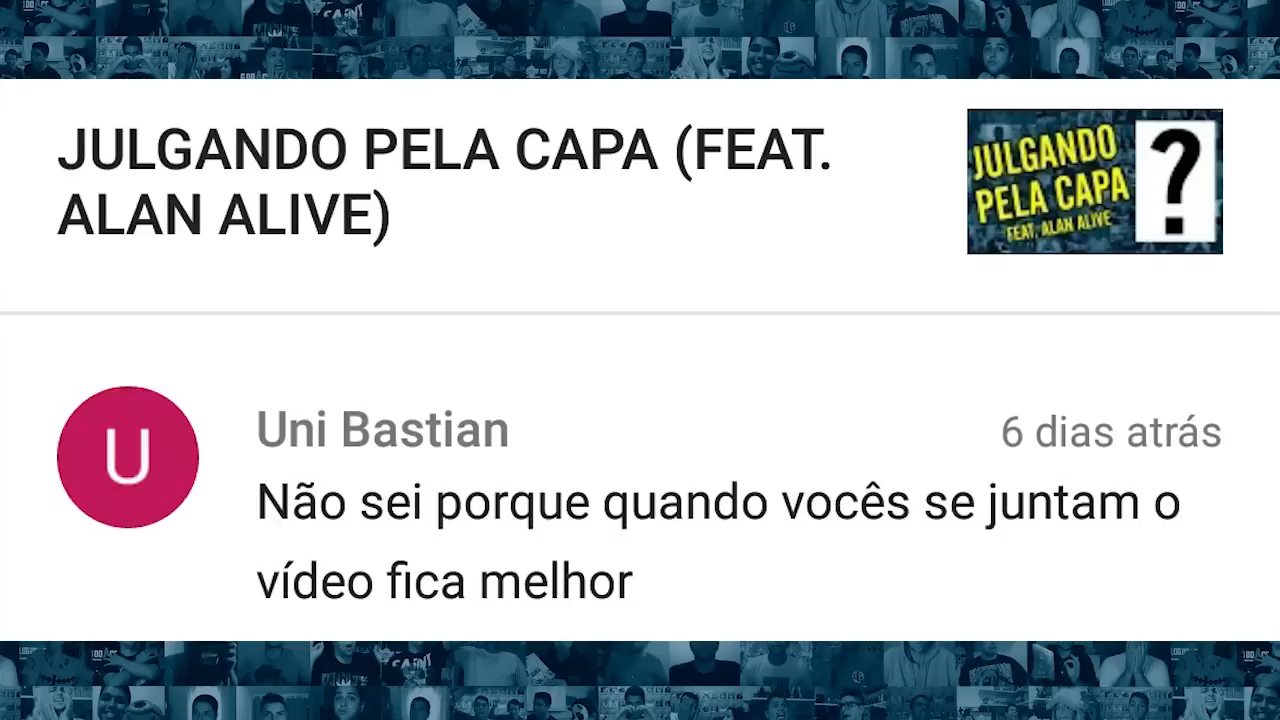 JULGANDO PELA CAPA (FEAT.
ALAN ALIVE)
JULGANDO
PELA CAPA
FEAT. ALAN ALIVE
?
U
Uni Bastian
6 dias atrás
Não sei porque quando vocês se juntam o
vídeo fica melhor